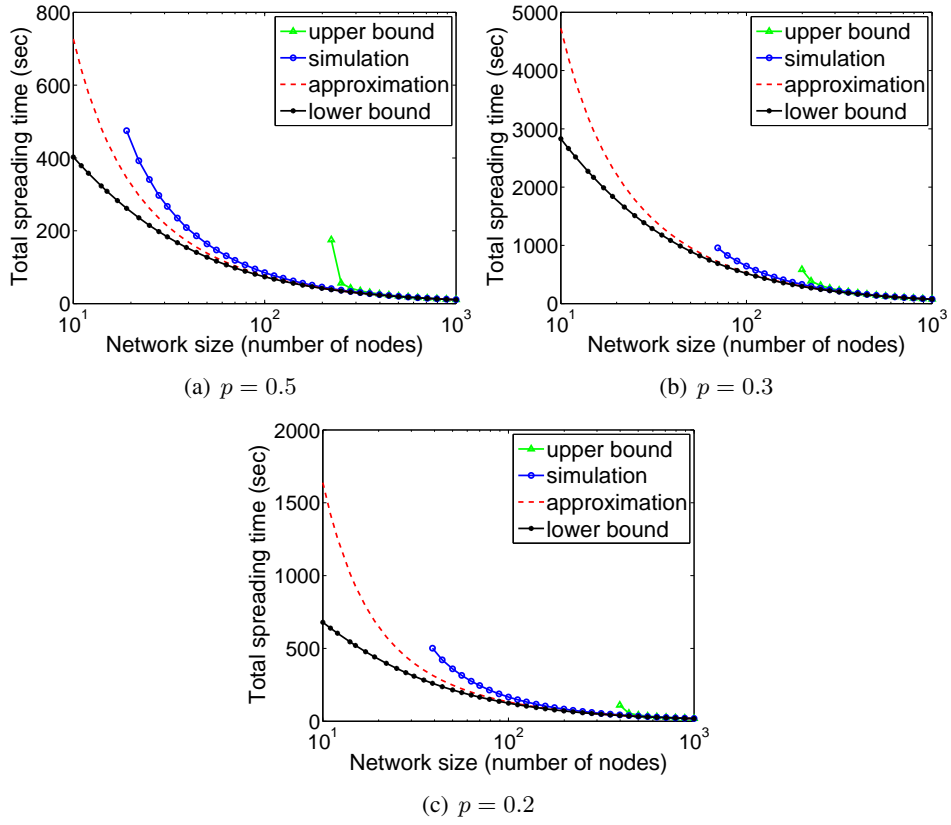 800
600
400
200
0
Total spreading time (sec)
upper bound
simulation
approximation
lower bound
10^1
10^2
10^3
Network size (number of nodes)
(a) p = 0.5
5000
4000
3000
2000
1000
0
Total spreading time (sec)
upper bound
simulation
approximation
lower bound
10^1
10^2
10^3
Network size (number of nodes)
(b) p = 0.3
2000
1500
1000
500
0
Total spreading time (sec)
upper bound
simulation
approximation
lower bound
10^1
10^2
10^3
Network size (number of nodes)
(c) p = 0.2